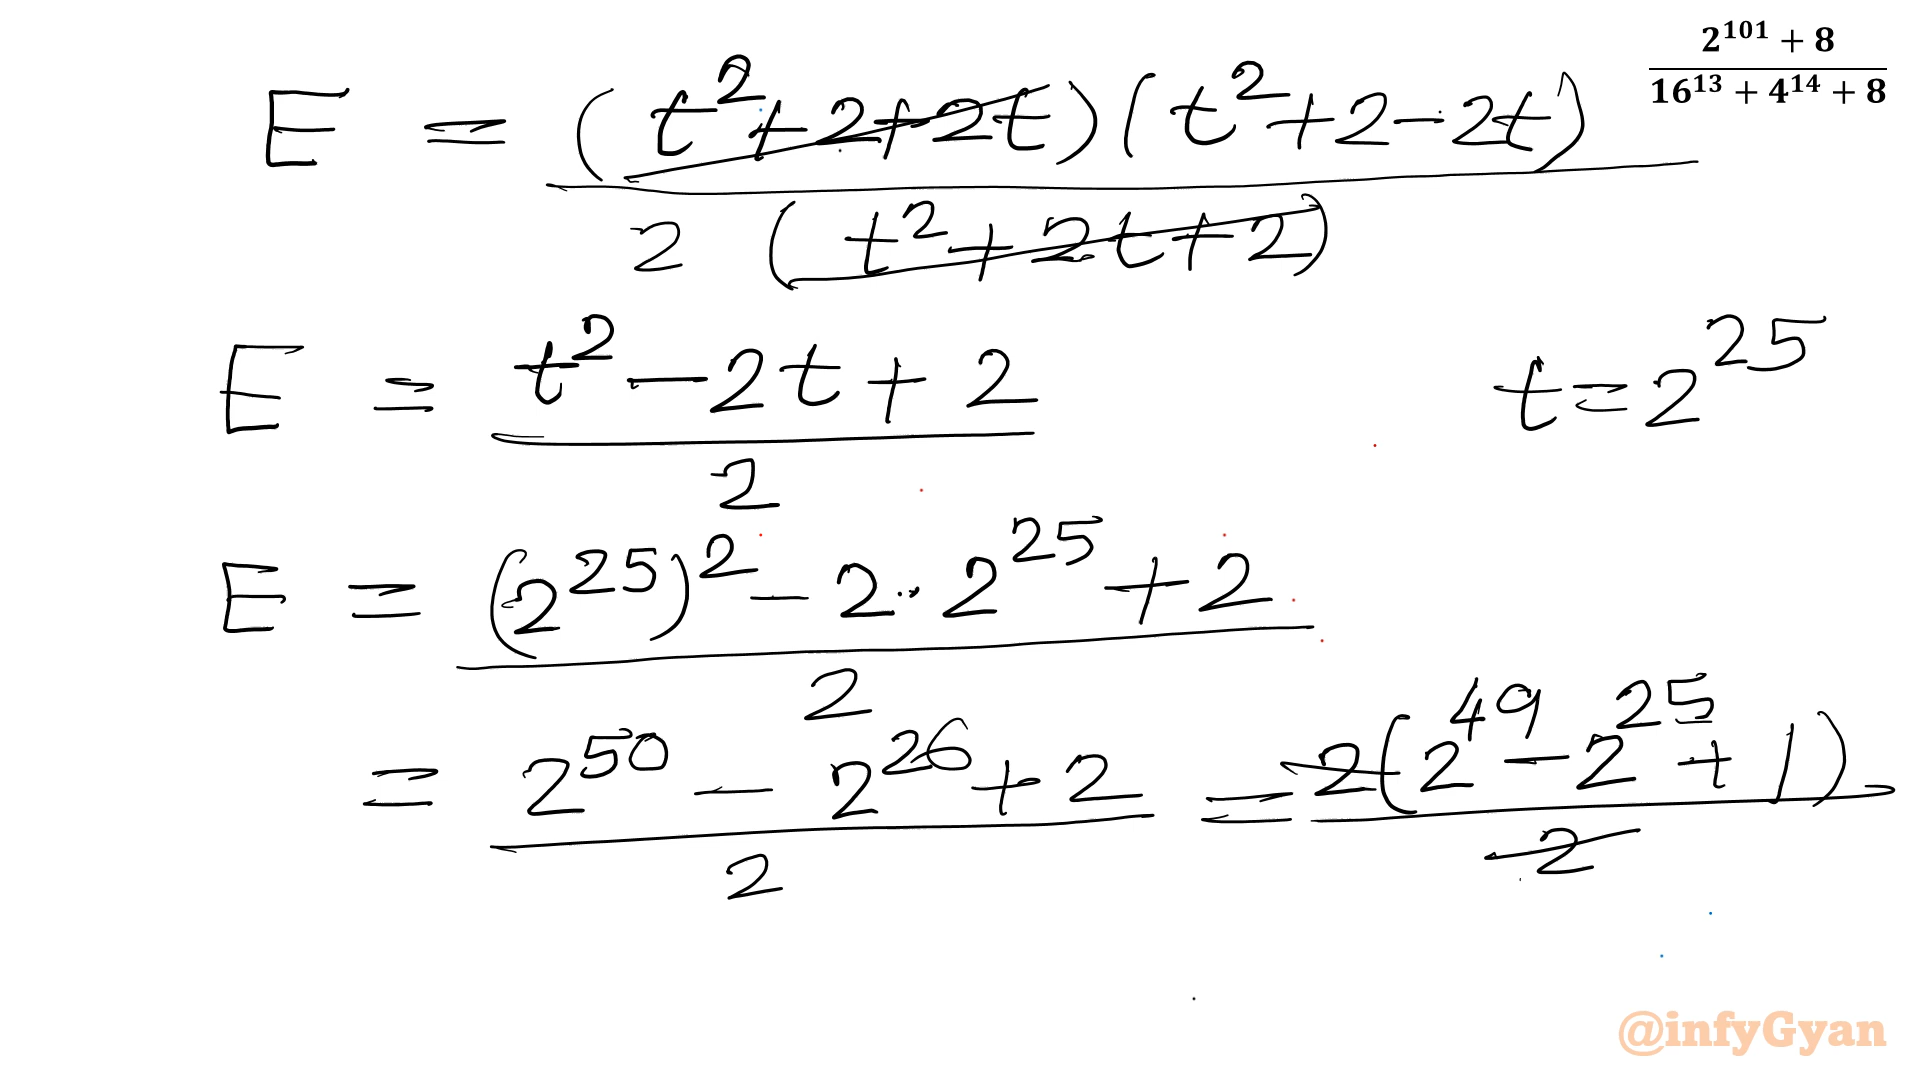 (2^101 + 8)/(16^13 + 4^14 + 8)
E = ((t^2 + 2 + 2t)(t^2 + 2 - 2t))/(2(t^2 + 2t + 2))
E = (t^2 - 2t + 2)/2 t = 2^25
E = ((2^25)^2 - 2 · 2^25 + 2)/2
= (2^50 - 2^26 + 2)/2 = (2(2^49 - 2^25 + 1))/2
@infyGyan